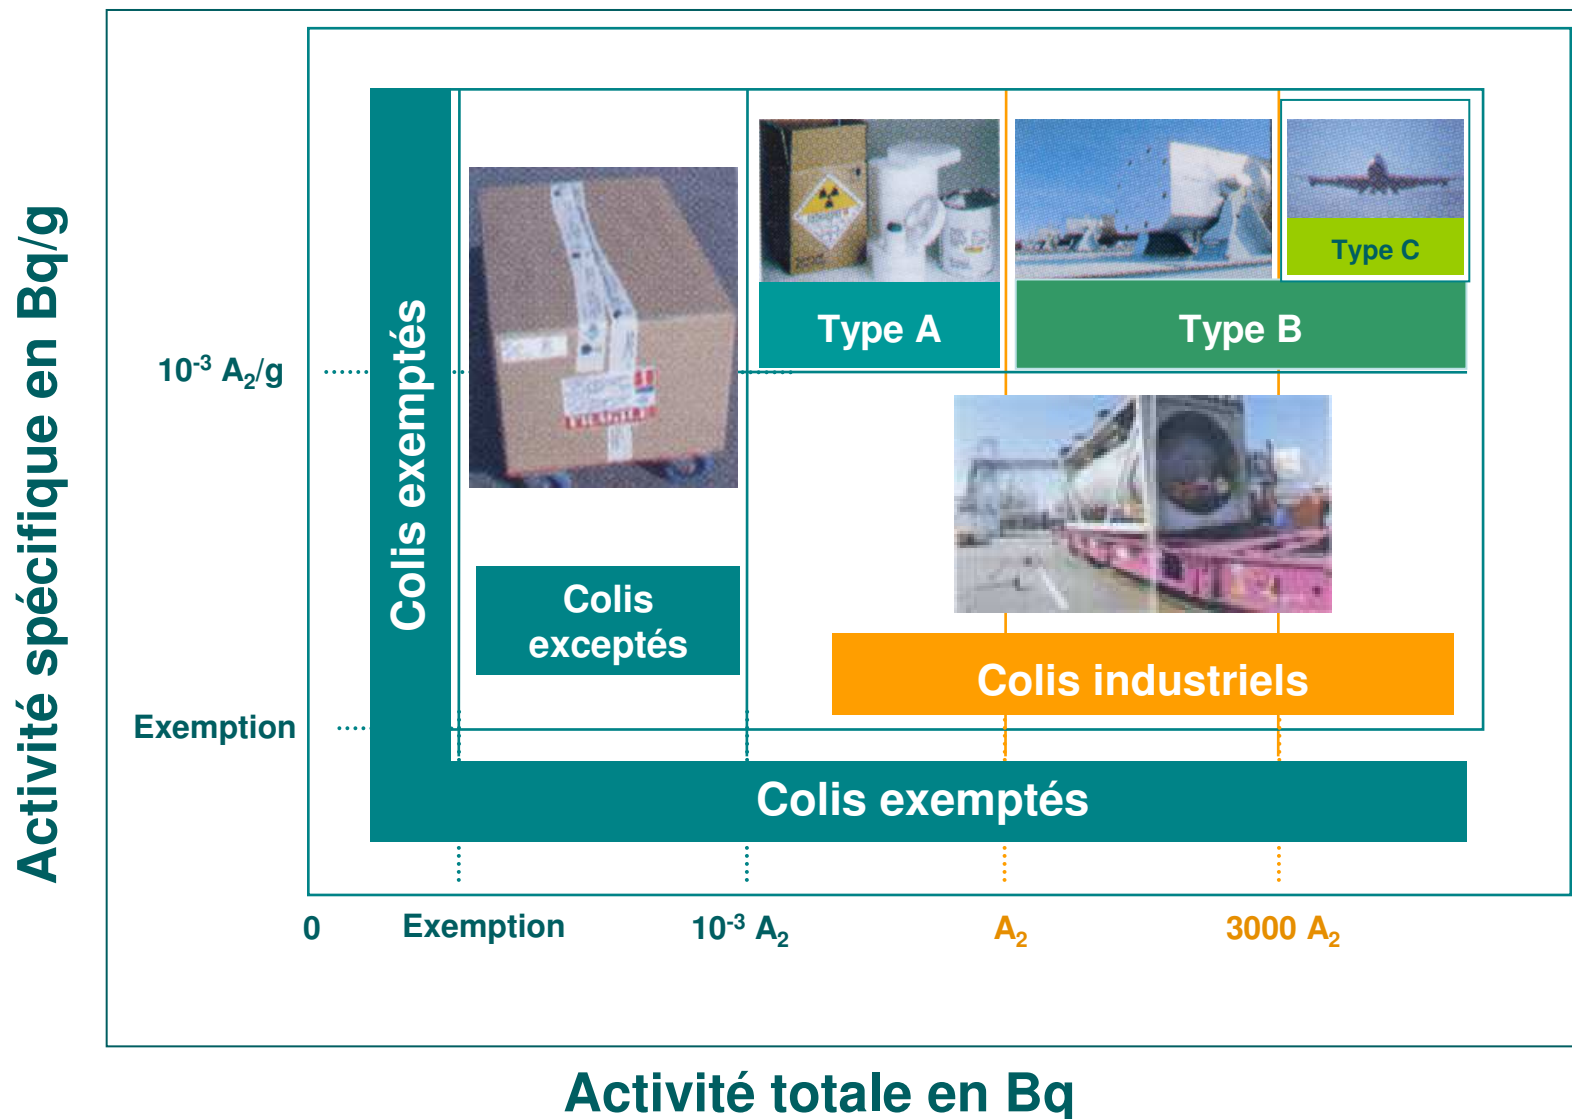 Activité spécifique en Bq/g
Colis exemptés
Type A
Type B
Type C
10⁻³ A₂/g
Colis
exceptés
Colis industriels
Exemption
Colis exemptés
0
Exemption
10⁻³ A₂
A₂
3000 A₂
Activité totale en Bq